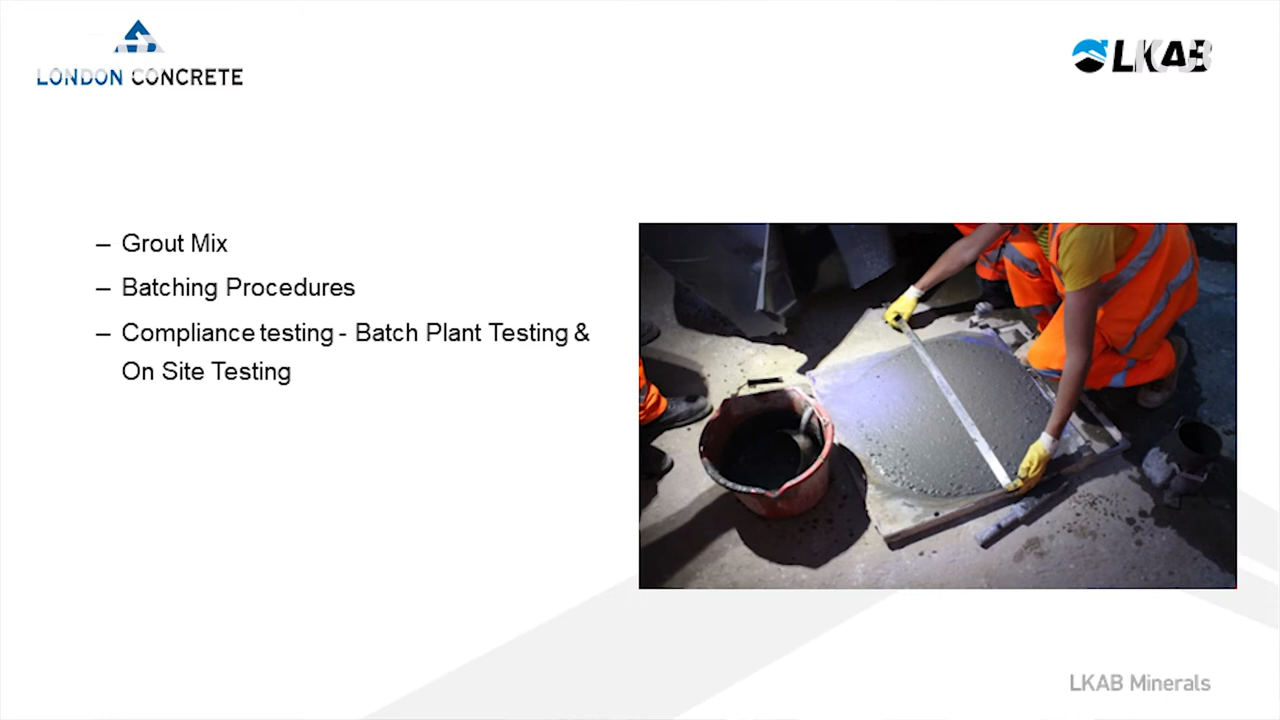 LONDON CONCRETE
LKAB
– Grout Mix
– Batching Procedures
– Compliance testing - Batch Plant Testing &
On Site Testing
LKAB Minerals